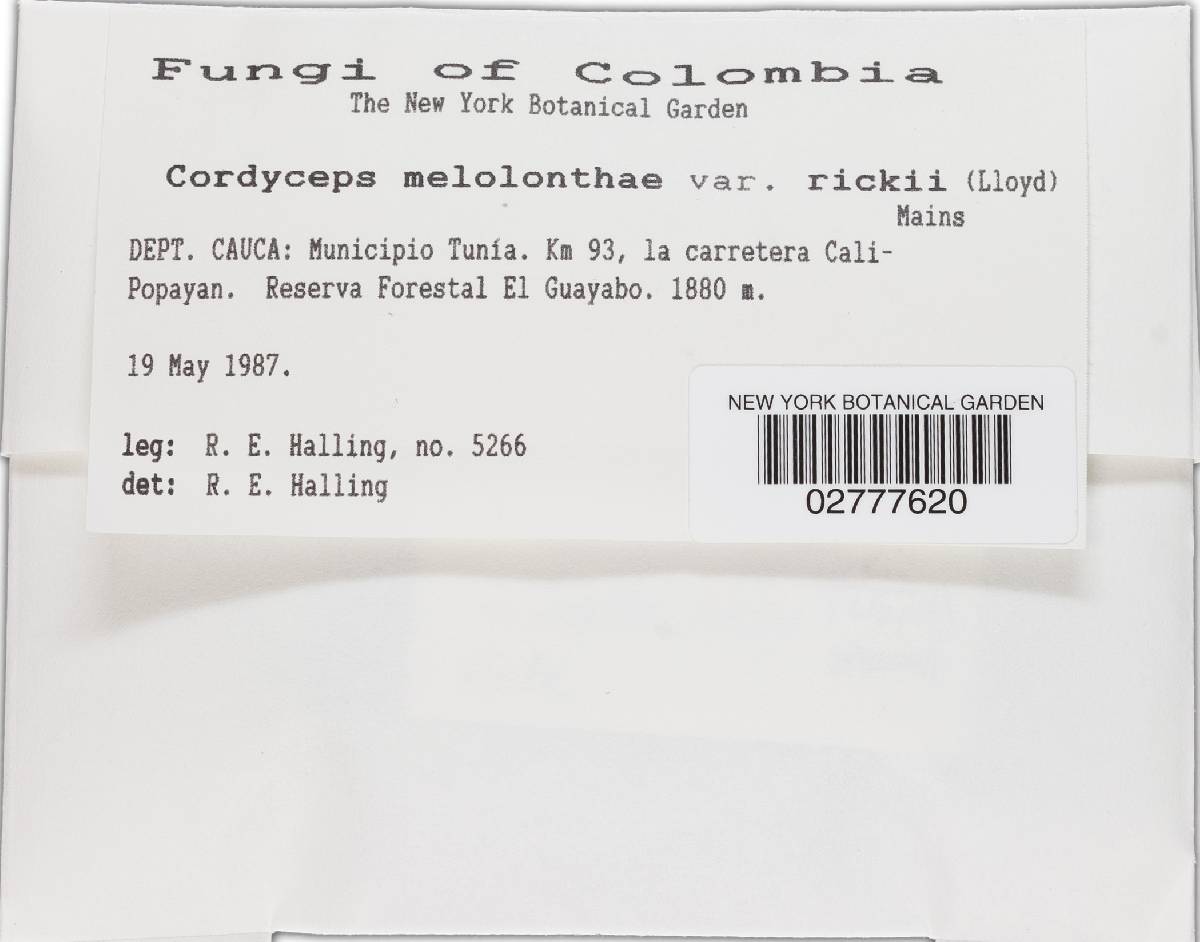 Fungi of Colombia
The New York Botanical Garden
Cordyceps melolonthae var. rickii (Lloyd)
Mains
DEPT. CAUCA: Municipio Tunía. Km 93, la carretera Cali-
Popayan. Reserva Forestal El Guayabo. 1880 m.
19 May 1987.
leg: R. E. Halling, no. 5266
det: R. E. Halling
NEW YORK BOTANICAL GARDEN
02777620